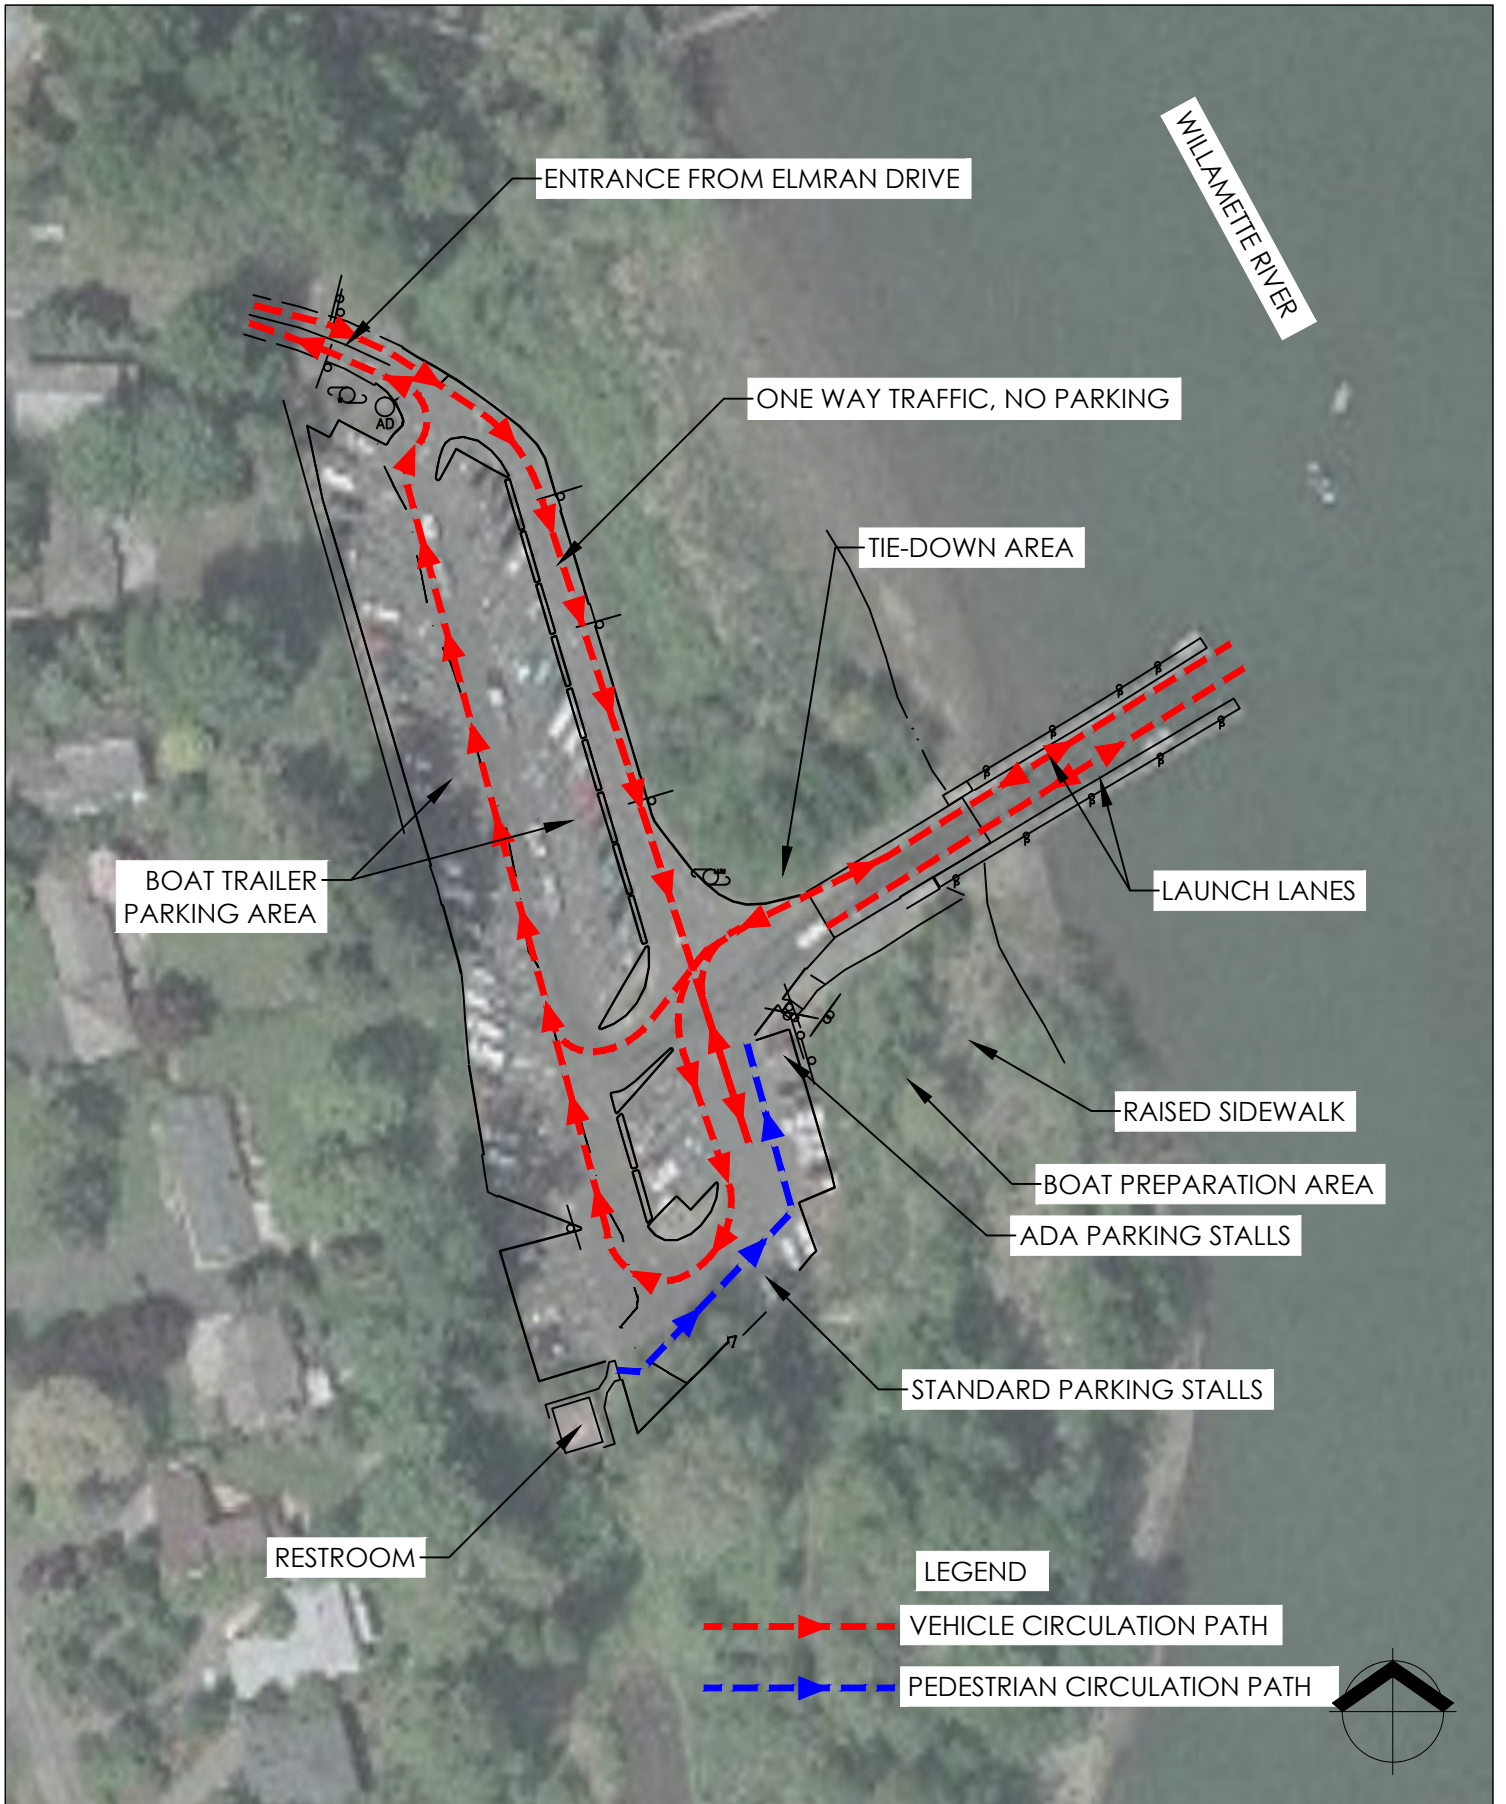 WILLAMETTE RIVER
ENTRANCE FROM ELMRAN DRIVE
ONE WAY TRAFFIC, NO PARKING
AD
TIE-DOWN AREA
BOAT TRAILER
PARKING AREA
LAUNCH LANES
RAISED SIDEWALK
BOAT PREPARATION AREA
ADA PARKING STALLS
STANDARD PARKING STALLS
RESTROOM
LEGEND
VEHICLE CIRCULATION PATH
PEDESTRIAN CIRCULATION PATH